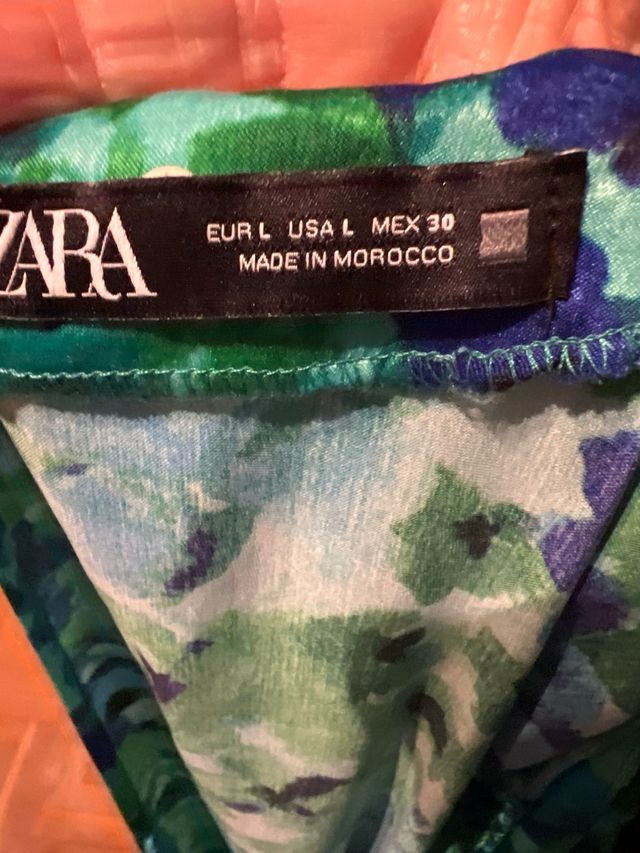 ZARA
EUR L USA L MEX 30
MADE IN MOROCCO